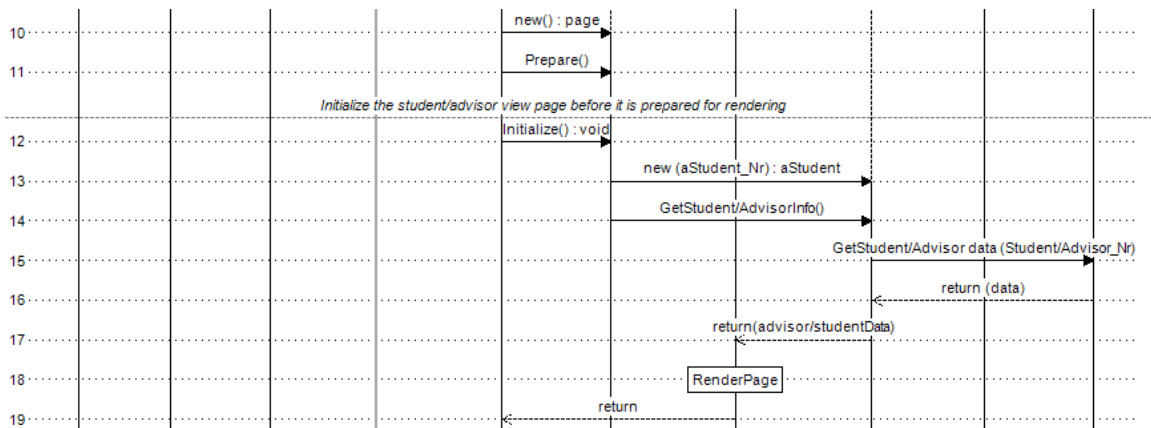 10
new() : page
11
Prepare()
Initialize the student/advisor view page before it is prepared for rendering
12
Initialize() : void
13
new (aStudent_Nr) : aStudent
14
GetStudent/AdvisorInfo()
15
GetStudent/Advisor data (Student/Advisor_Nr)
16
return (data)
17
return(advisor/studentData)
18
RenderPage
19
return